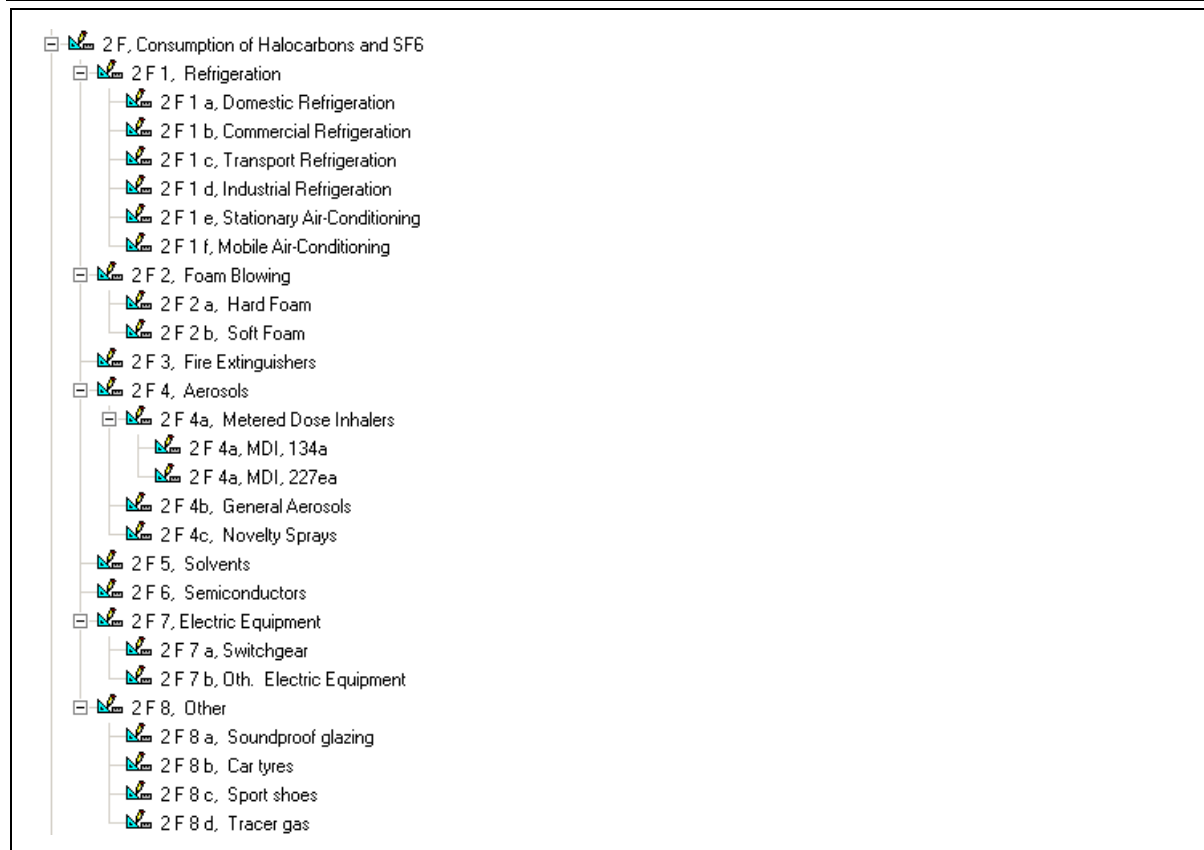 2 F, Consumption of Halocarbons and SF6
2 F 1, Refrigeration
2 F 1 a, Domestic Refrigeration
2 F 1 b, Commercial Refrigeration
2 F 1 c, Transport Refrigeration
2 F 1 d, Industrial Refrigeration
2 F 1 e, Stationary Air-Conditioning
2 F 1 f, Mobile Air-Conditioning
2 F 2, Foam Blowing
2 F 2 a, Hard Foam
2 F 2 b, Soft Foam
2 F 3, Fire Extinguishers
2 F 4, Aerosols
2 F 4a, Metered Dose Inhalers
2 F 4a, MDI, 134a
2 F 4a, MDI, 227ea
2 F 4b, General Aerosols
2 F 4c, Novelty Sprays
2 F 5, Solvents
2 F 6, Semiconductors
2 F 7, Electric Equipment
2 F 7 a, Switchgear
2 F 7 b, Oth. Electric Equipment
2 F 8, Other
2 F 8 a, Soundproof glazing
2 F 8 b, Car tyres
2 F 8 c, Sport shoes
2 F 8 d, Tracer gas